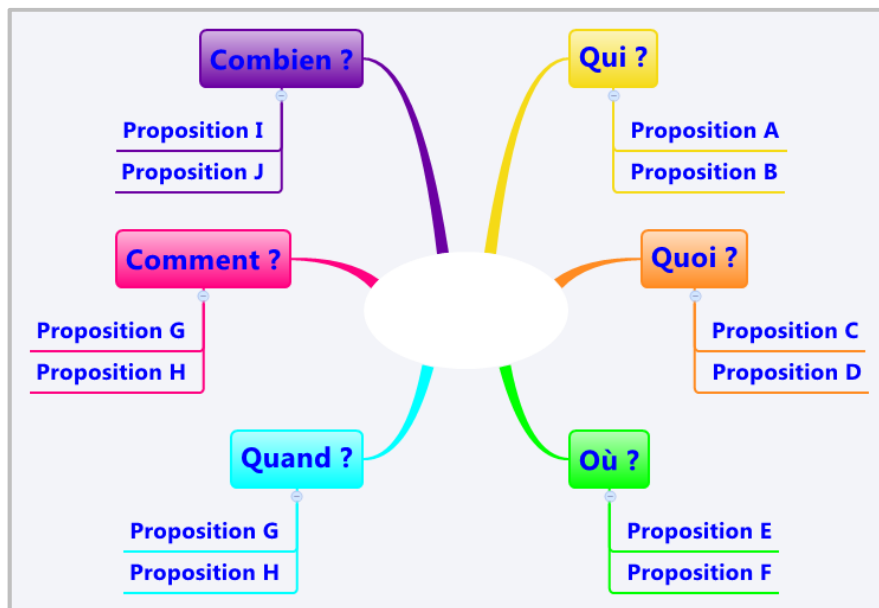 Combien ?
Proposition I
Proposition J
Qui ?
Proposition A
Proposition B
Comment ?
Proposition G
Proposition H
Quoi ?
Proposition C
Proposition D
Quand ?
Proposition G
Proposition H
Où ?
Proposition E
Proposition F